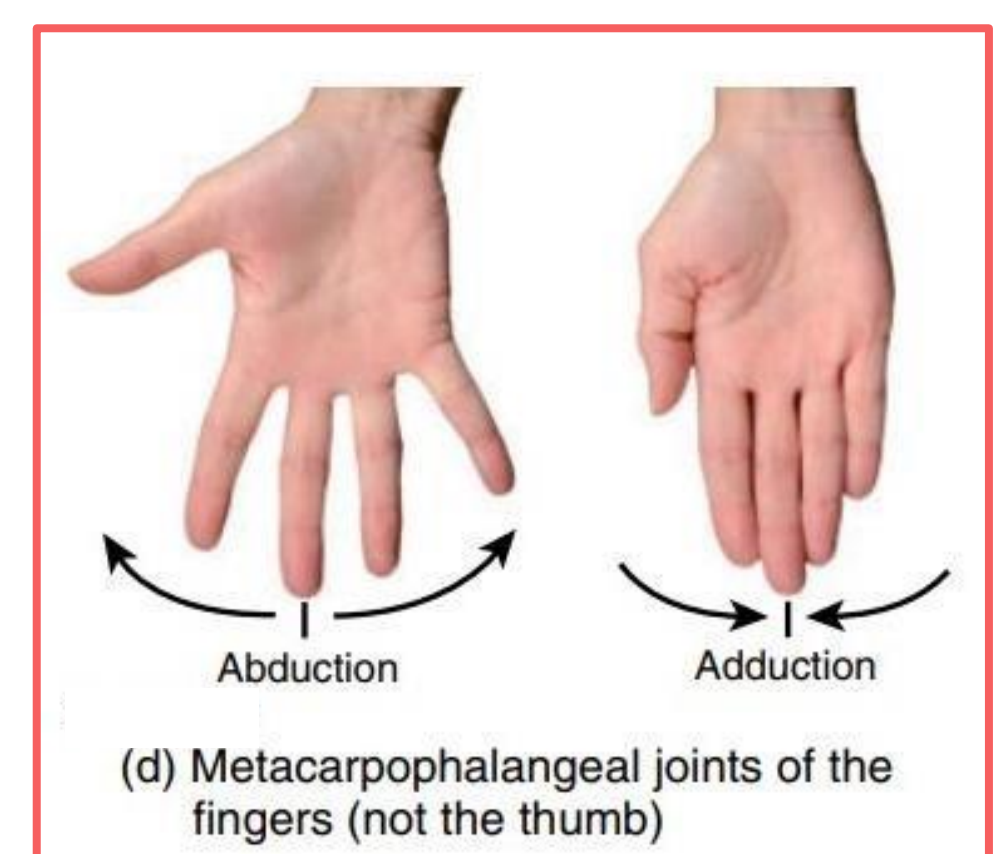 Abduction
Adduction
(d) Metacarpophalangeal joints of the
fingers (not the thumb)